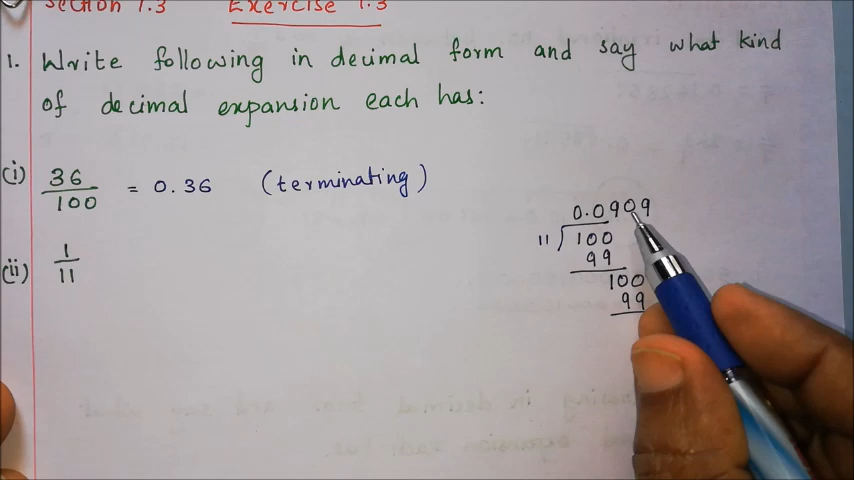 Section 1.3 Exercise 1.3
1. Write following in decimal form and say what kind
of decimal expansion each has:
(i) 36/100 = 0.36 (terminating)
(ii) 1/11
0.0909
11 ) 100
99
100
99